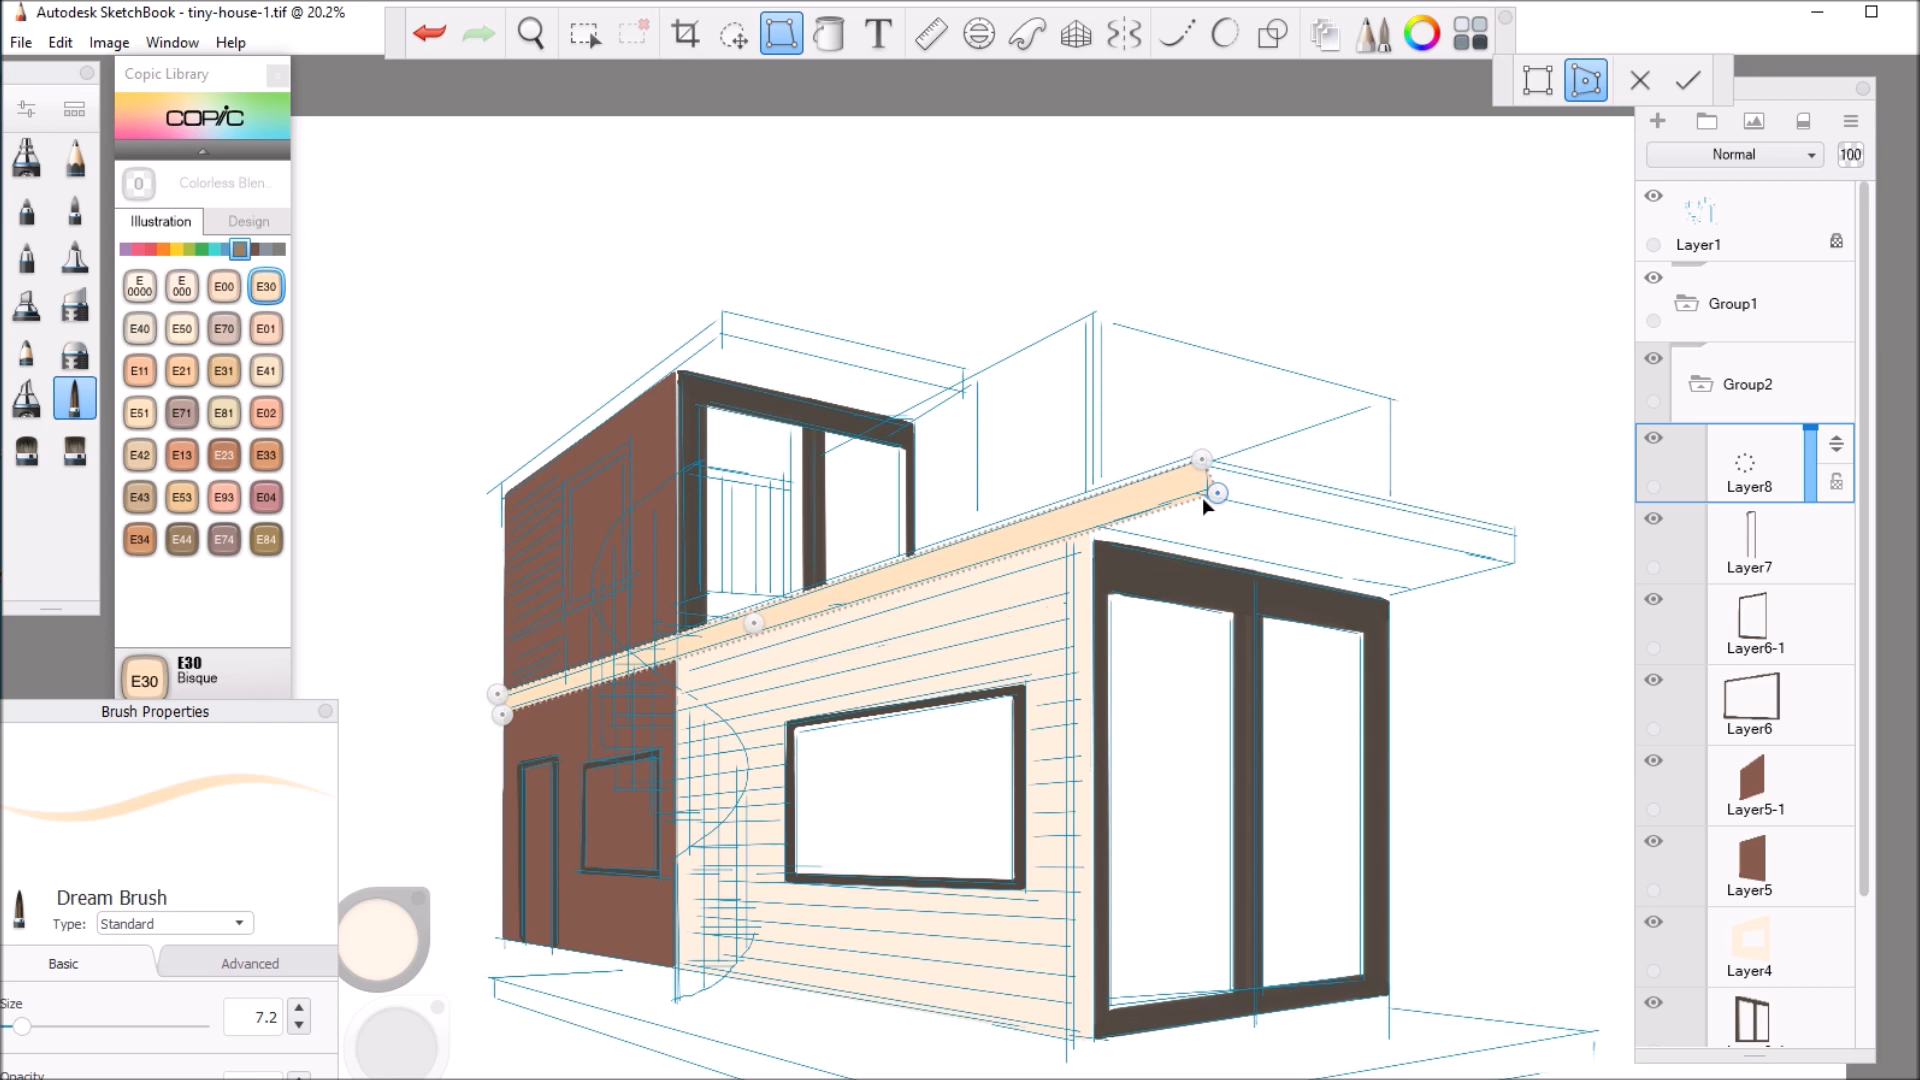 Autodesk SketchBook - tiny-house-1.tif @ 20.2%
File Edit Image Window Help
Copic Library
COPIC
0 Colorless Blen..
Illustration Design
E0000 E000 E00 E30
E40 E50 E70 E01
E11 E21 E31 E41
E51 E71 E81 E02
E42 E13 E23 E33
E43 E53 E93 E04
E34 E44 E74 E84
E30 E30
Bisque
Brush Properties
Dream Brush
Type: Standard
Basic Advanced
Size
7.2
Opacity
T
Normal 100
Layer1
Group1
Group2
Layer8
Layer7
Layer6-1
Layer6
Layer5-1
Layer5
Layer4